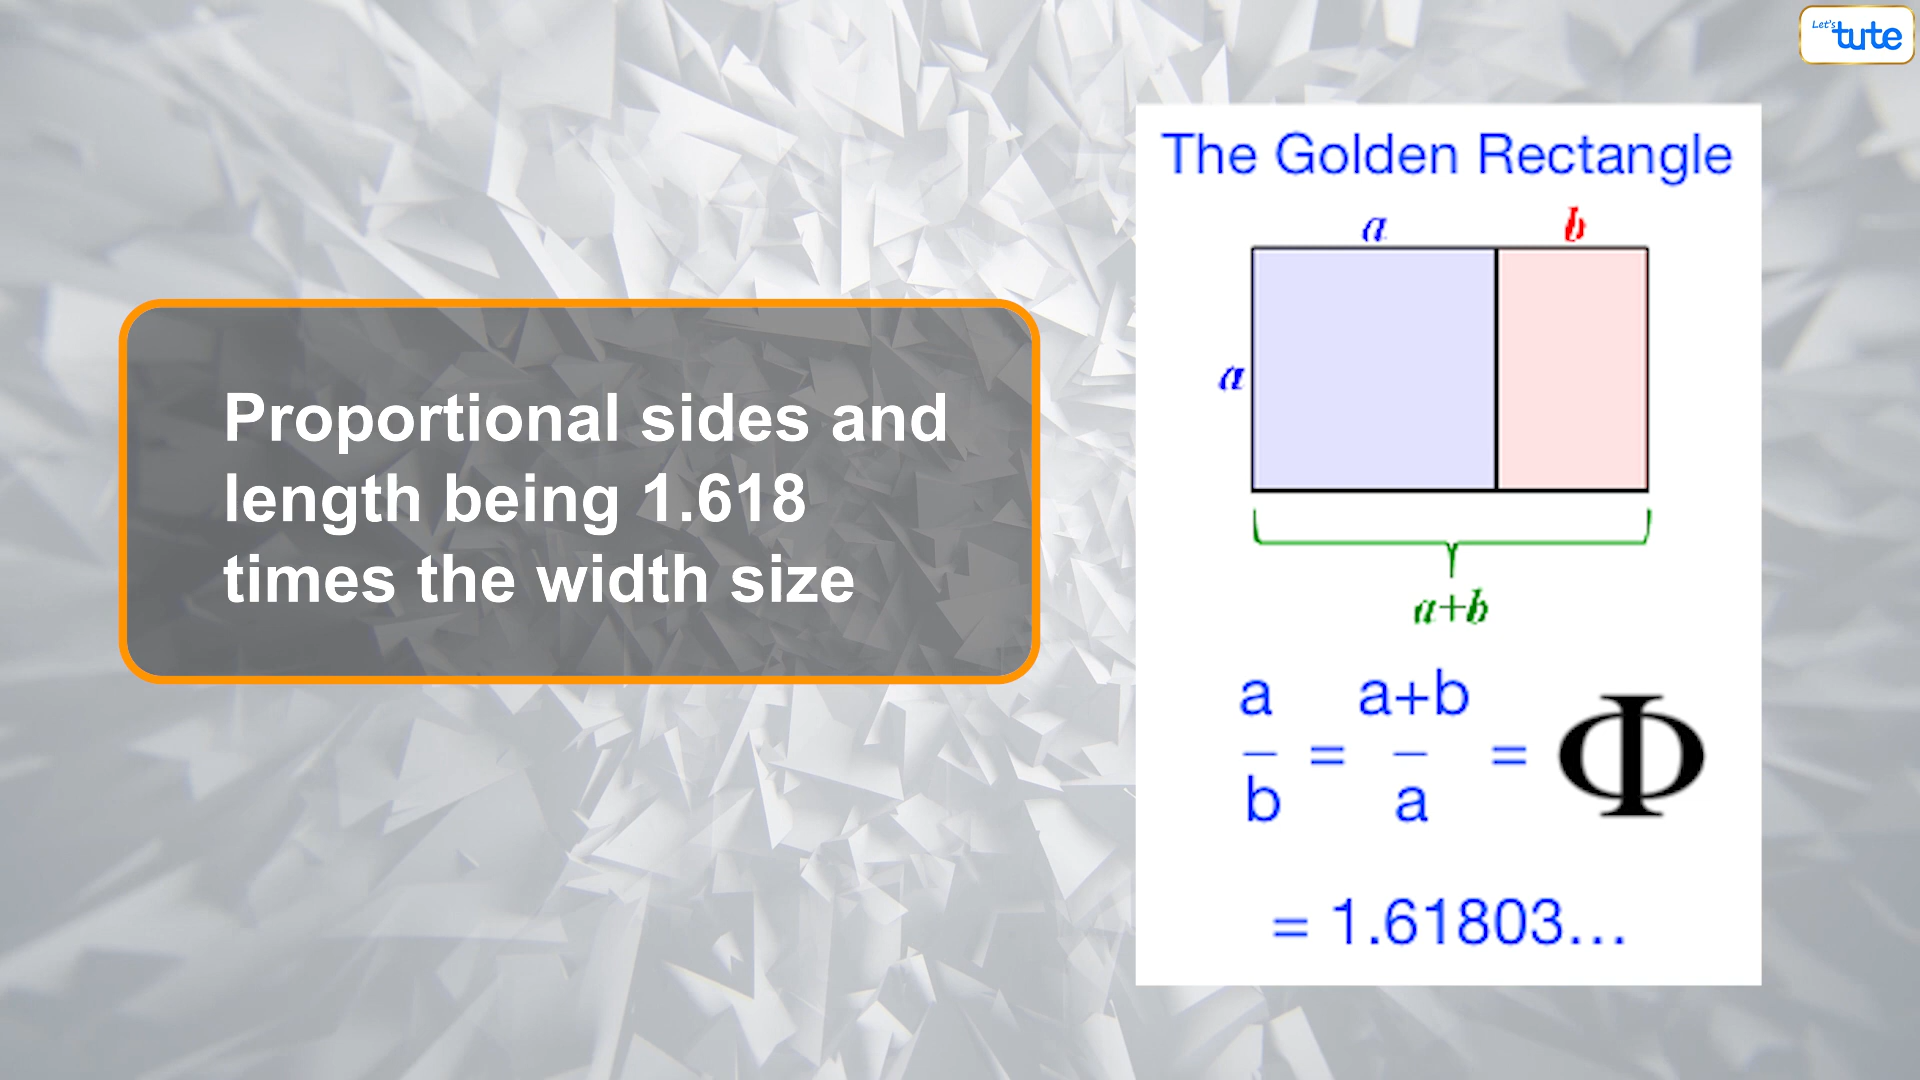 Let's tute
Proportional sides and
length being 1.618
times the width size
The Golden Rectangle
a b
a
a+b
a a+b
— = — = Φ
b a
= 1.61803...